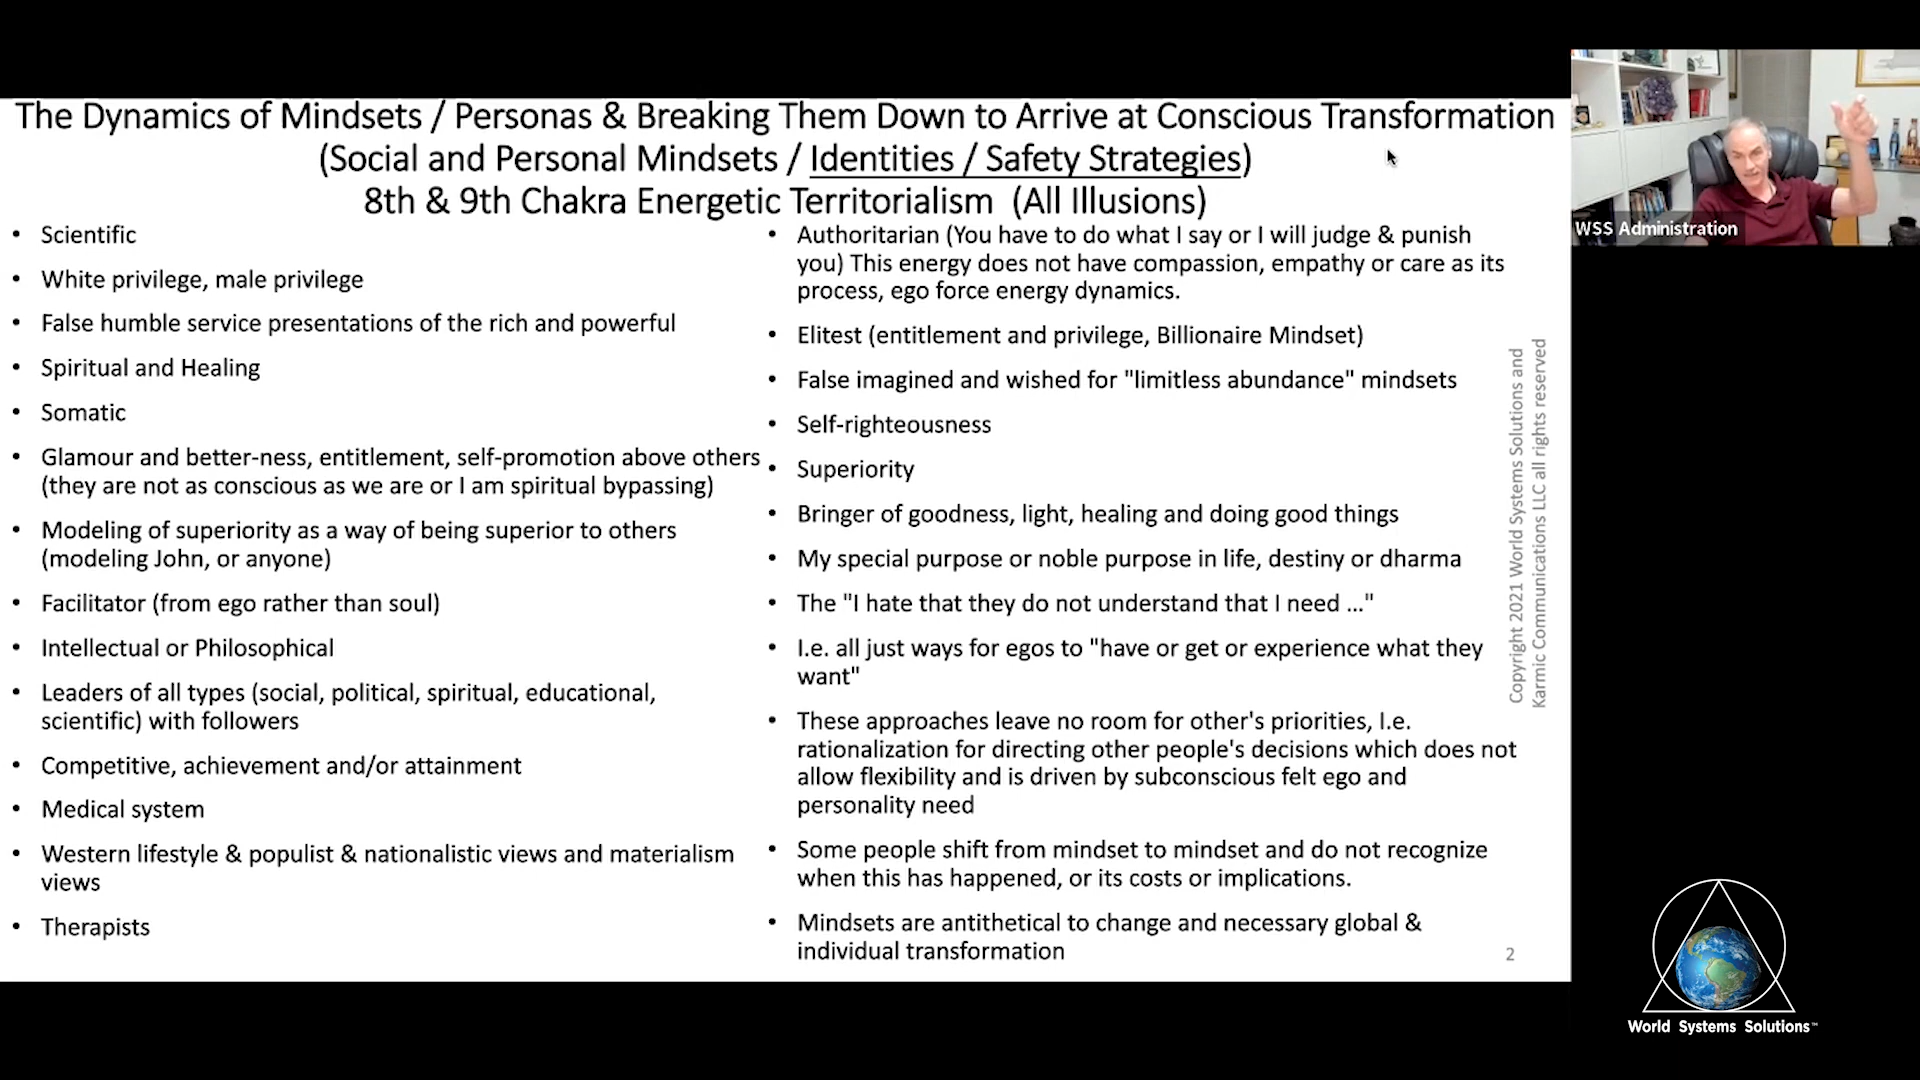 The Dynamics of Mindsets / Personas & Breaking Them Down to Arrive at Conscious Transformation
(Social and Personal Mindsets / Identities / Safety Strategies)
8th & 9th Chakra Energetic Territorialism (All Illusions)
• Scientific
• White privilege, male privilege
• False humble service presentations of the rich and powerful
• Spiritual and Healing
• Somatic
• Glamour and better-ness, entitlement, self-promotion above others
(they are not as conscious as we are or I am spiritual bypassing)
• Modeling of superiority as a way of being superior to others
(modeling John, or anyone)
• Facilitator (from ego rather than soul)
• Intellectual or Philosophical
• Leaders of all types (social, political, spiritual, educational,
scientific) with followers
• Competitive, achievement and/or attainment
• Medical system
• Western lifestyle & populist & nationalistic views and materialism
views
• Therapists
• Authoritarian (You have to do what I say or I will judge & punish
you) This energy does not have compassion, empathy or care as its
process, ego force energy dynamics.
• Elitest (entitlement and privilege, Billionaire Mindset)
• False imagined and wished for "limitless abundance" mindsets
• Self-righteousness
• Superiority
• Bringer of goodness, light, healing and doing good things
• My special purpose or noble purpose in life, destiny or dharma
• The "I hate that they do not understand that I need ..."
• I.e. all just ways for egos to "have or get or experience what they
want"
• These approaches leave no room for other's priorities, I.e.
rationalization for directing other people's decisions which does not
allow flexibility and is driven by subconscious felt ego and
personality need
• Some people shift from mindset to mindset and do not recognize
when this has happened, or its costs or implications.
• Mindsets are antithetical to change and necessary global &
individual transformation
Copyright 2021 World Systems Solutions and
Karmic Communications LLC all rights reserved
2
WSS Administration
World Systems Solutions™